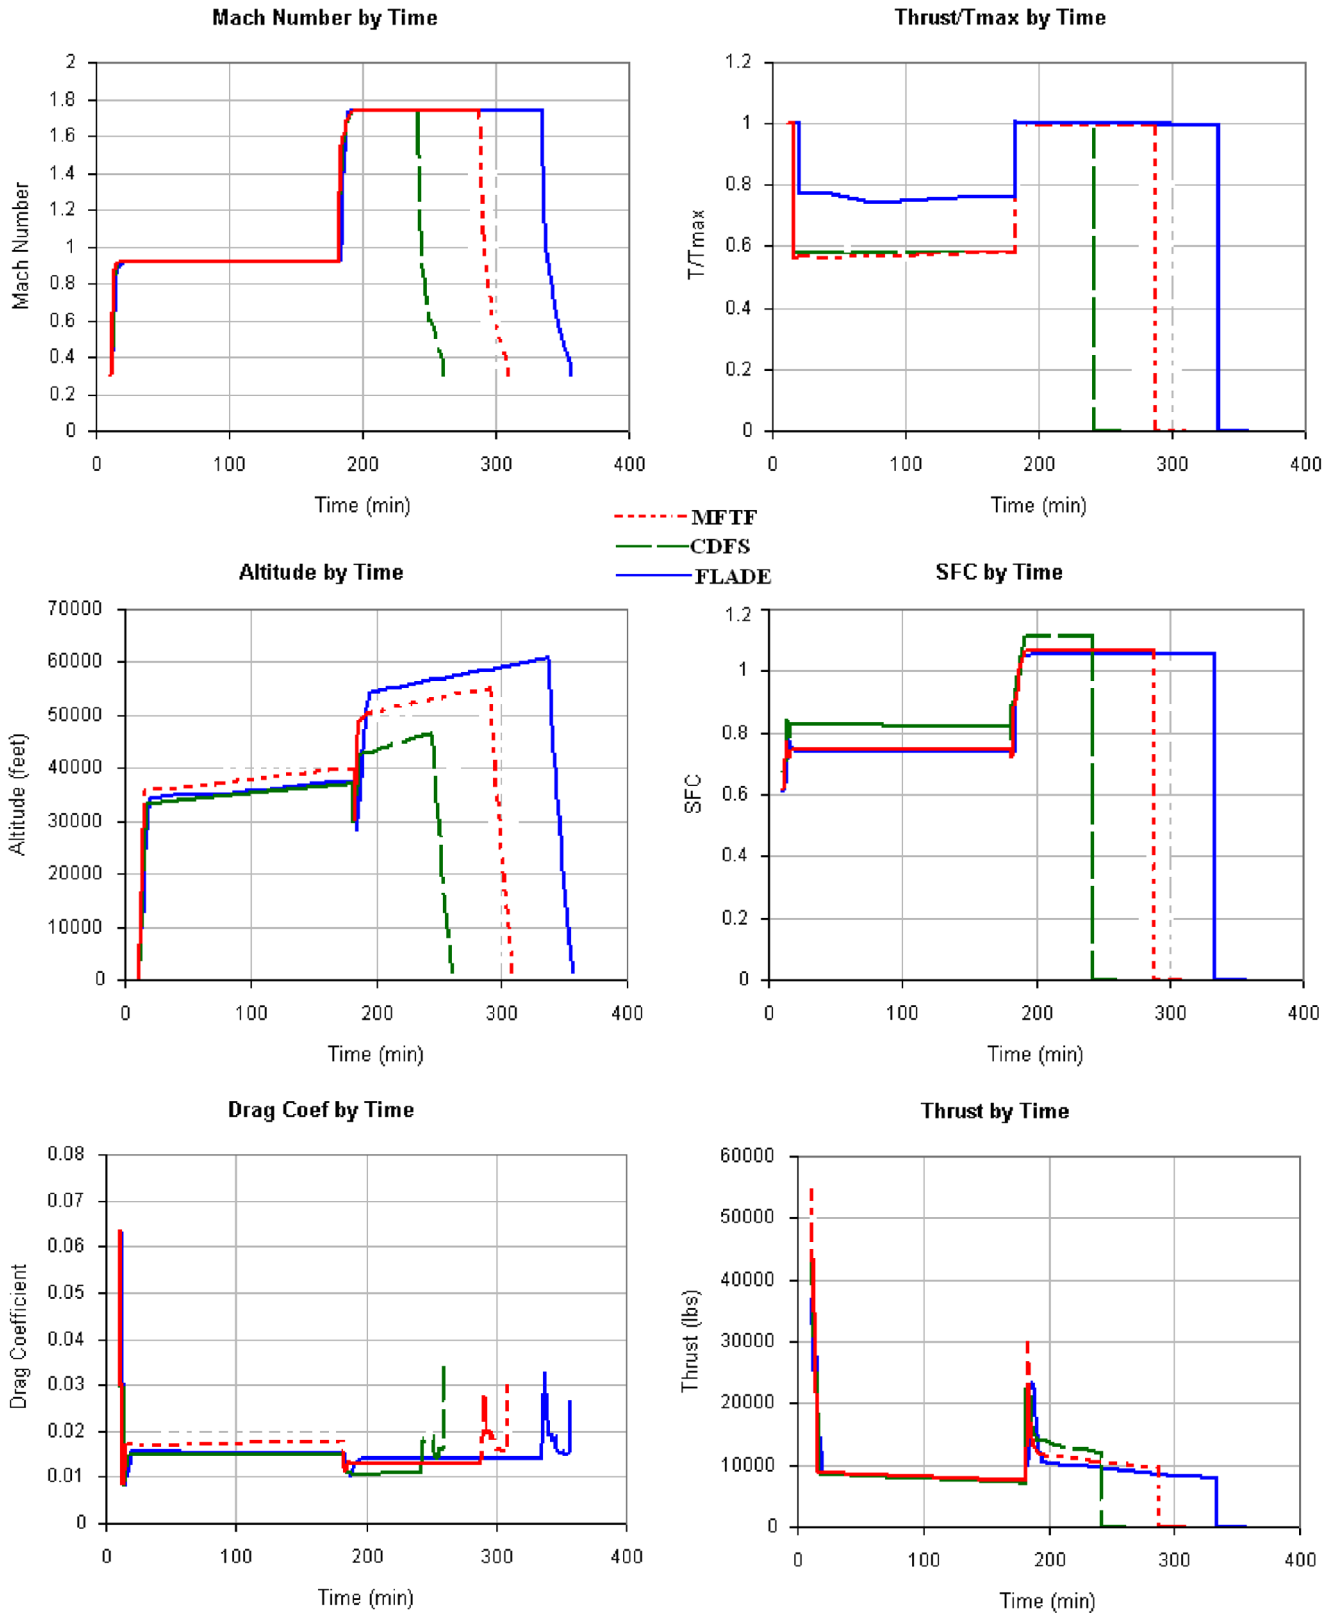 Mach Number by Time
2
1.8
1.6
1.4
1.2
1
0.8
0.6
0.4
0.2
0
Mach Number
0 100 200 300 400
Time (min)
Thrust/Tmax by Time
1.2
1
0.8
0.6
0.4
0.2
0
T/Tmax
0 100 200 300 400
Time (min)
MFTF
CDFS
FLADE
Altitude by Time
70000
60000
50000
40000
30000
20000
10000
0
Altitude (feet)
0 100 200 300 400
Time (min)
SFC by Time
1.2
1
0.8
0.6
0.4
0.2
0
SFC
0 100 200 300 400
Time (min)
Drag Coef by Time
0.08
0.07
0.06
0.05
0.04
0.03
0.02
0.01
0
Drag Coefficient
0 100 200 300 400
Time (min)
Thrust by Time
60000
50000
40000
30000
20000
10000
0
Thrust (lbs)
0 100 200 300 400
Time (min)